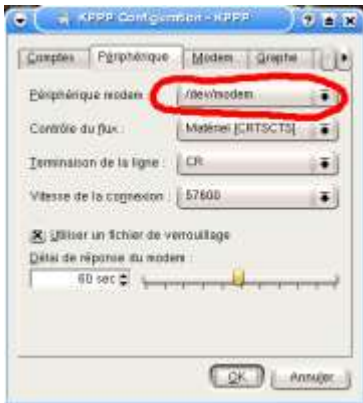 KPPP Configuration - KPPP
Comptes Périphérique Modem Graphe
Périphérique modem : /dev/modem
Contrôle du flux : Matériel [CRTSCTS]
Terminaison de la ligne : CR
Vitesse de la connexion : 57600
Utiliser un fichier de verrouillage
Délai de réponse du modem :
60 sec
OK Annuler